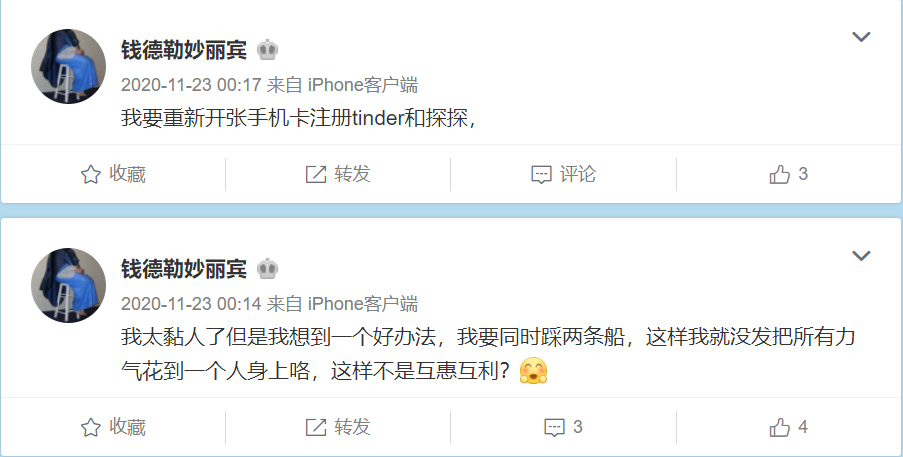 钱德勒妙丽宾
2020-11-23 00:17 来自 iPhone客户端
我要重新开张手机卡注册tinder和探探，
收藏 转发 评论 3
钱德勒妙丽宾
2020-11-23 00:14 来自 iPhone客户端
我太黏人了但是我想到一个好办法，我要同时踩两条船，这样我就没发把所有力
气花到一个人身上咯，这样不是互惠互利？
收藏 转发 3 4